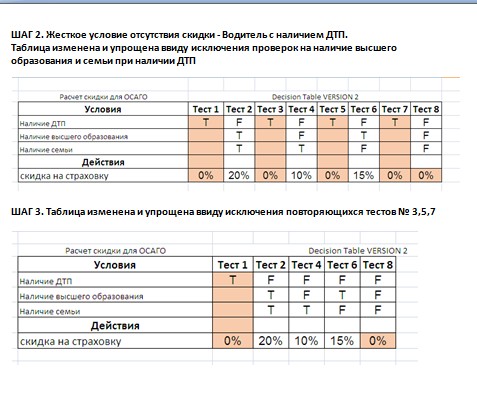 ШАГ 2. Жесткое условие отсутствия скидки - Водитель с наличием ДТП.
Таблица изменена и упрощена ввиду исключения проверок на наличие высшего
образования и семьи при наличии ДТП
Расчет скидки для ОСАГО Decision Table VERSION 2
Условия Тест 1 Тест 2 Тест 3 Тест 4 Тест 5 Тест 6 Тест 7 Тест 8
Наличие ДТП T F T F T F T F
Наличие высшего образования T F T F
Наличие семьи T T F F
Действия
скидка на страховку 0% 20% 0% 10% 0% 15% 0% 0%
ШАГ 3. Таблица изменена и упрощена ввиду исключения повторяющихся тестов № 3,5,7
Расчет скидки для ОСАГО Decision Table VERSION 2
Условия Тест 1 Тест 2 Тест 4 Тест 6 Тест 8
Наличие ДТП T F F F F
Наличие высшего образования T F T F
Наличие семьи T T F F
Действия
скидка на страховку 0% 20% 10% 15% 0%